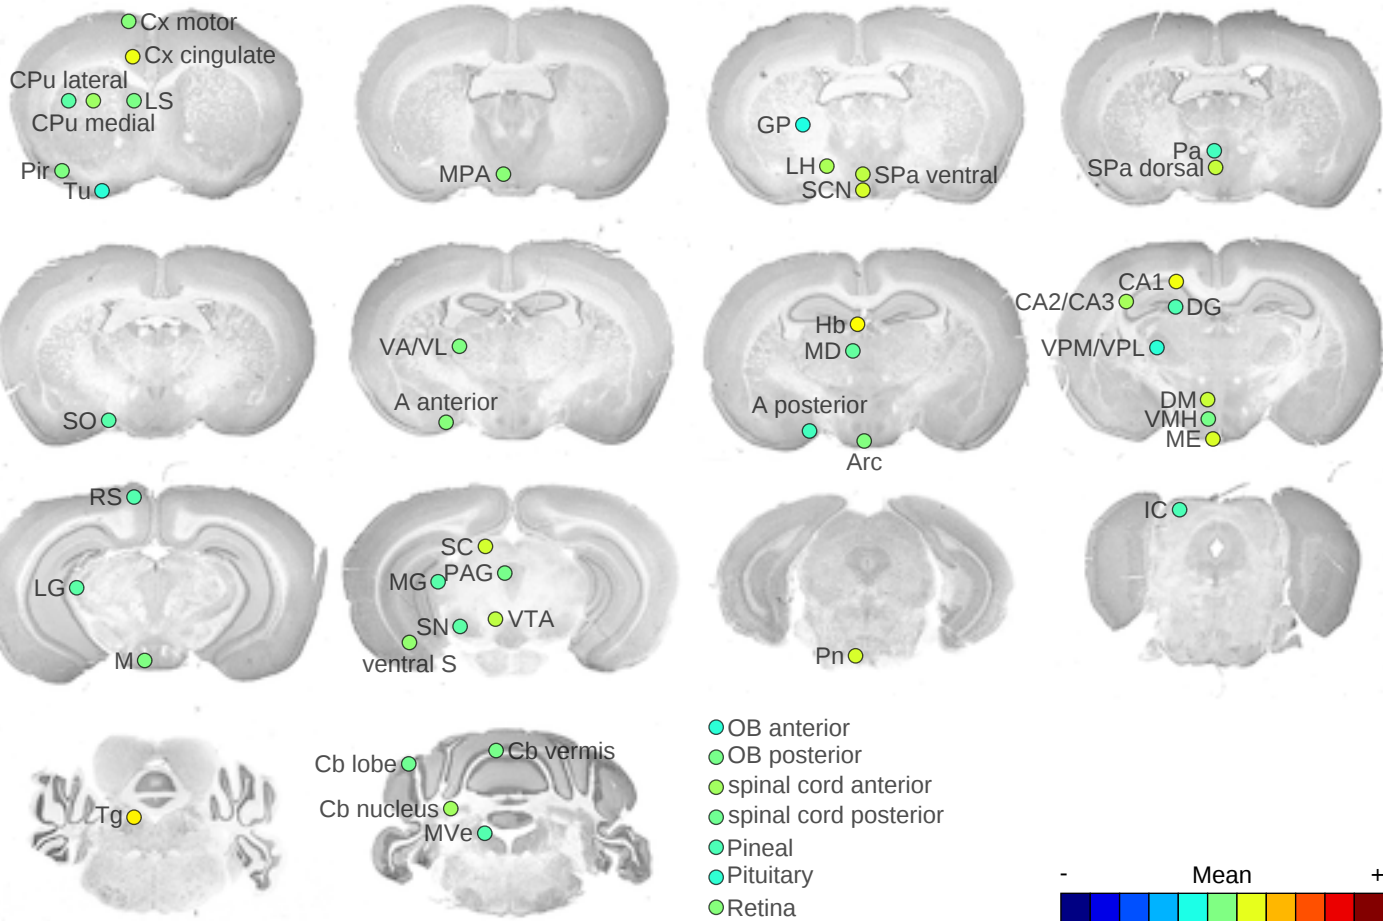 Cx motor
Cx cingulate
CPu lateral
LS
CPu medial
Pir
Tu
MPA
GP
LH
SPa ventral
SCN
Pa
SPa dorsal
SO
VA/VL
A anterior
Hb
MD
A posterior
Arc
CA1
CA2/CA3
DG
VPM/VPL
DM
VMH
ME
RS
LG
M
SC
MG
PAG
SN
VTA
ventral S
Pn
IC
Tg
Cb lobe
Cb vermis
Cb nucleus
MVe
OB anterior
OB posterior
spinal cord anterior
spinal cord posterior
Pineal
Pituitary
Retina
- Mean +